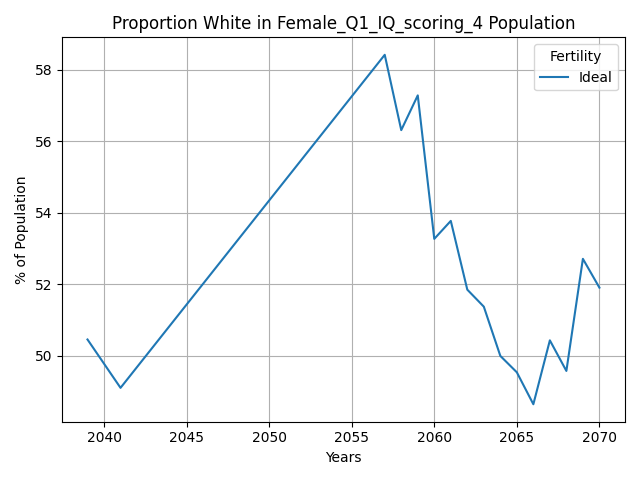 Proportion White in Female_Q1_IQ_scoring_4 Population
Fertility
Ideal
% of Population
58
56
54
52
50
2040 2045 2050 2055 2060 2065 2070
Years